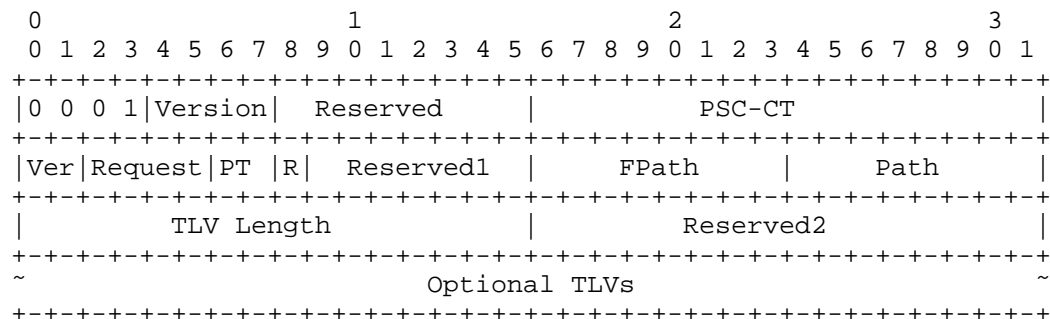 0                   1                   2                   3
 0 1 2 3 4 5 6 7 8 9 0 1 2 3 4 5 6 7 8 9 0 1 2 3 4 5 6 7 8 9 0 1
+-+-+-+-+-+-+-+-+-+-+-+-+-+-+-+-+-+-+-+-+-+-+-+-+-+-+-+-+-+-+-+-+
|0 0 0 1|Version|  Reserved     |          PSC-CT               |
+-+-+-+-+-+-+-+-+-+-+-+-+-+-+-+-+-+-+-+-+-+-+-+-+-+-+-+-+-+-+-+-+
|Ver|Request|PT |R|  Reserved1  |     FPath     |     Path      |
+-+-+-+-+-+-+-+-+-+-+-+-+-+-+-+-+-+-+-+-+-+-+-+-+-+-+-+-+-+-+-+-+
|         TLV Length            |         Reserved2             |
+-+-+-+-+-+-+-+-+-+-+-+-+-+-+-+-+-+-+-+-+-+-+-+-+-+-+-+-+-+-+-+-+
~                         Optional TLVs                         ~
+-+-+-+-+-+-+-+-+-+-+-+-+-+-+-+-+-+-+-+-+-+-+-+-+-+-+-+-+-+-+-+-+